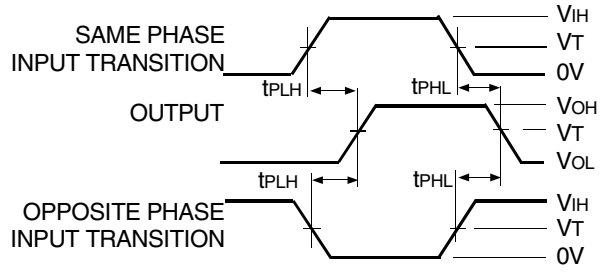 SAME PHASE
INPUT TRANSITION
VIH
VT
0V
tPLH
tPHL
OUTPUT
VOH
VT
VOL
tPLH
tPHL
OPPOSITE PHASE
INPUT TRANSITION
VIH
VT
0V